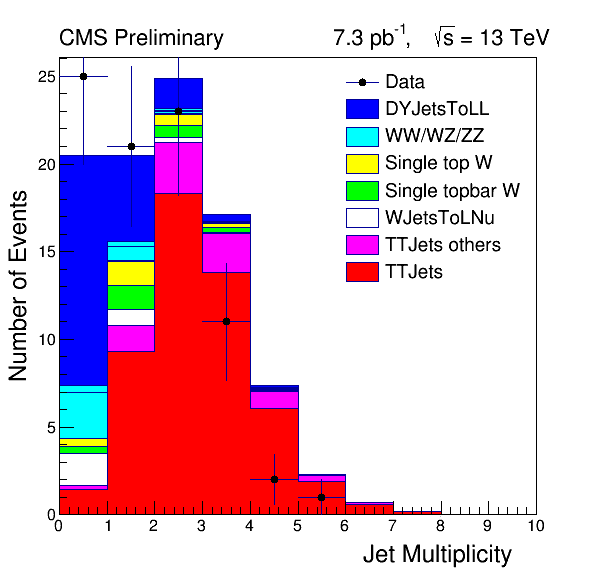 CMS Preliminary 7.3 pb⁻¹, √s = 13 TeV
Data
DYJetsToLL
WW/WZ/ZZ
Single top W
Single topbar W
WJetsToLNu
TTJets others
TTJets
Number of Events
25
20
15
10
5
0
0 1 2 3 4 5 6 7 8 9 10
Jet Multiplicity